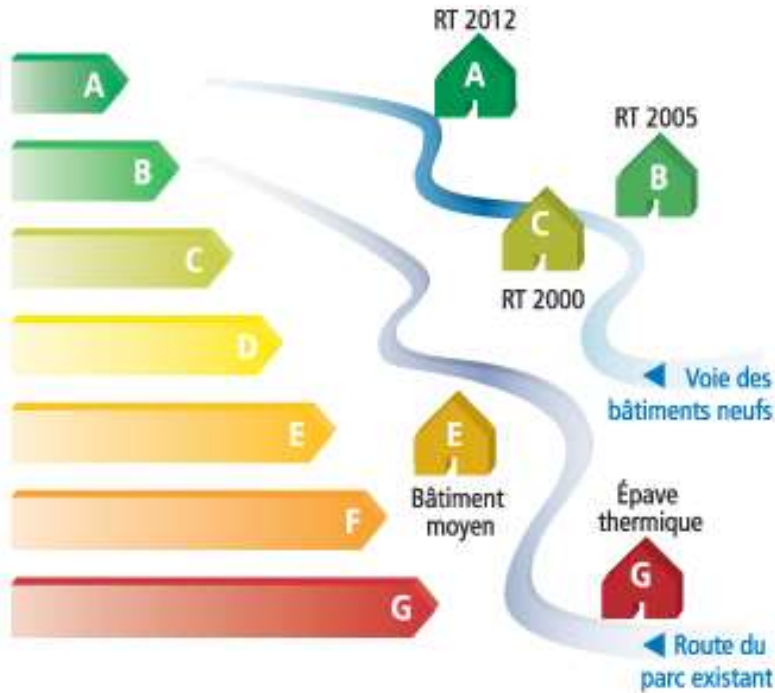 RT 2012
A
A
RT 2005
B
B
C
C
RT 2000
D
Voie des
bâtiments neufs
E
E
Bâtiment
moyen
F
Épave
thermique
G
G
Route du
parc existant